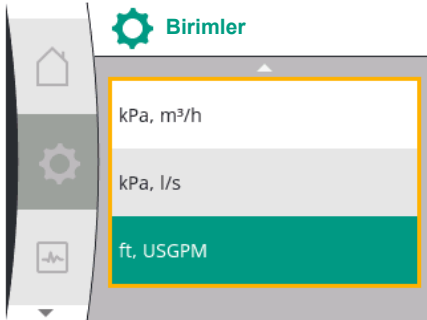 Birimler
kPa, m³/h
kPa, l/s
ft, USGPM